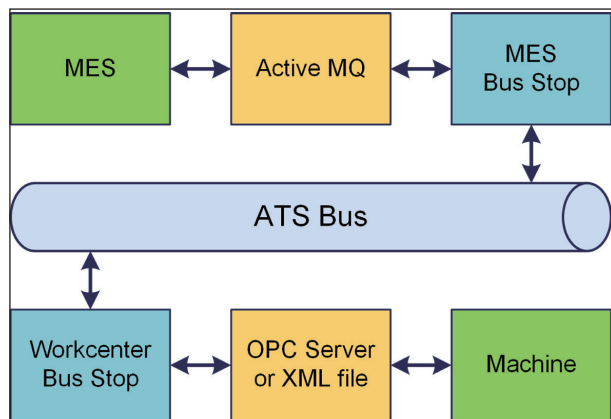 MES
Active MQ
MES
Bus Stop
ATS Bus
Workcenter
Bus Stop
OPC Server
or XML file
Machine